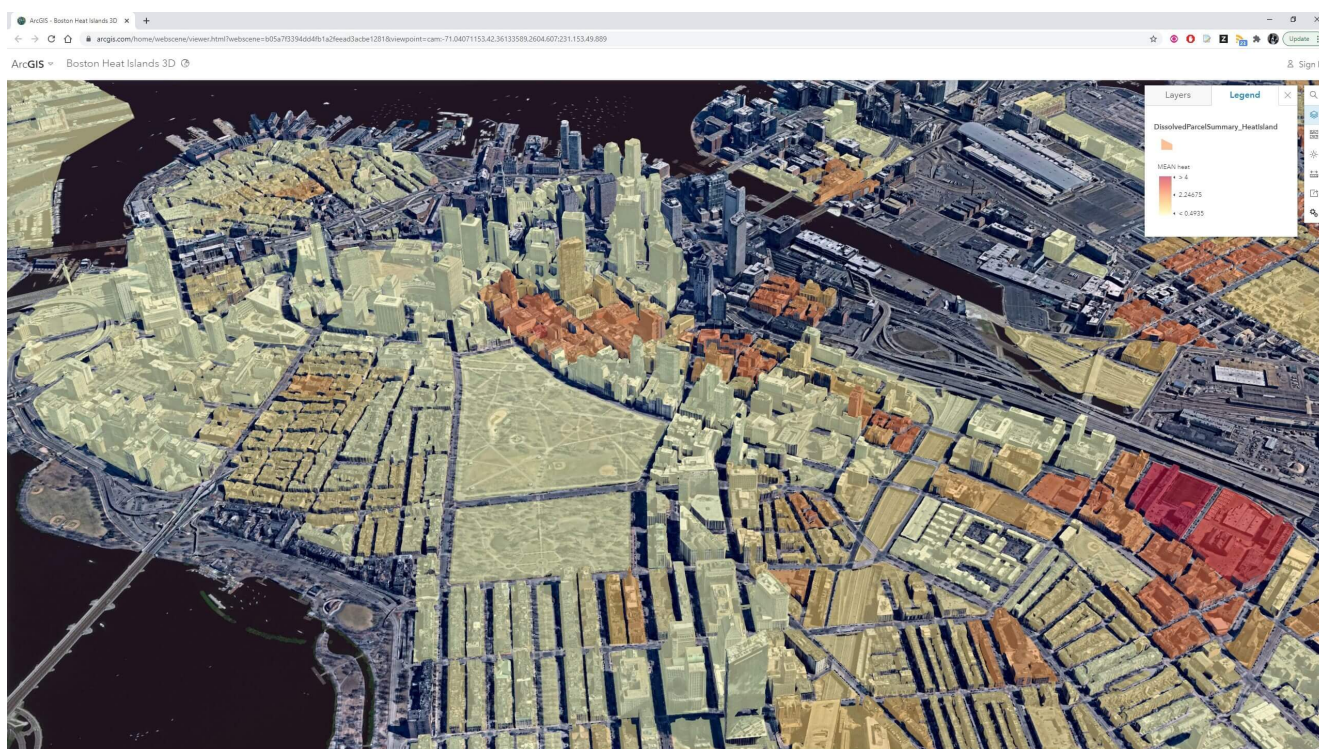 ArcGIS - Boston Heat Islands 3D
arcgis.com/home/webscene/viewer.html?webscene=b05a7f3394dd4fb1a2feead3acbe1281&viewpoint=cam:-71.04071153,42.36133589,2604.607;231.153,49.889
Update
ArcGIS Boston Heat Islands 3D
Sign I
Layers Legend
DissolvedParcelSummary_HeatIsland
MEAN heat
> 4
2.24675
< 0.4935